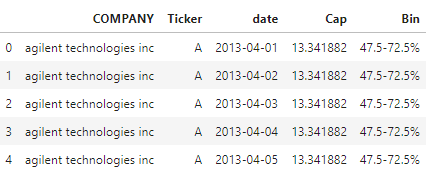 COMPANY Ticker date Cap Bin
0 agilent technologies inc A 2013-04-01 13.341882 47.5-72.5%
1 agilent technologies inc A 2013-04-02 13.341882 47.5-72.5%
2 agilent technologies inc A 2013-04-03 13.341882 47.5-72.5%
3 agilent technologies inc A 2013-04-04 13.341882 47.5-72.5%
4 agilent technologies inc A 2013-04-05 13.341882 47.5-72.5%